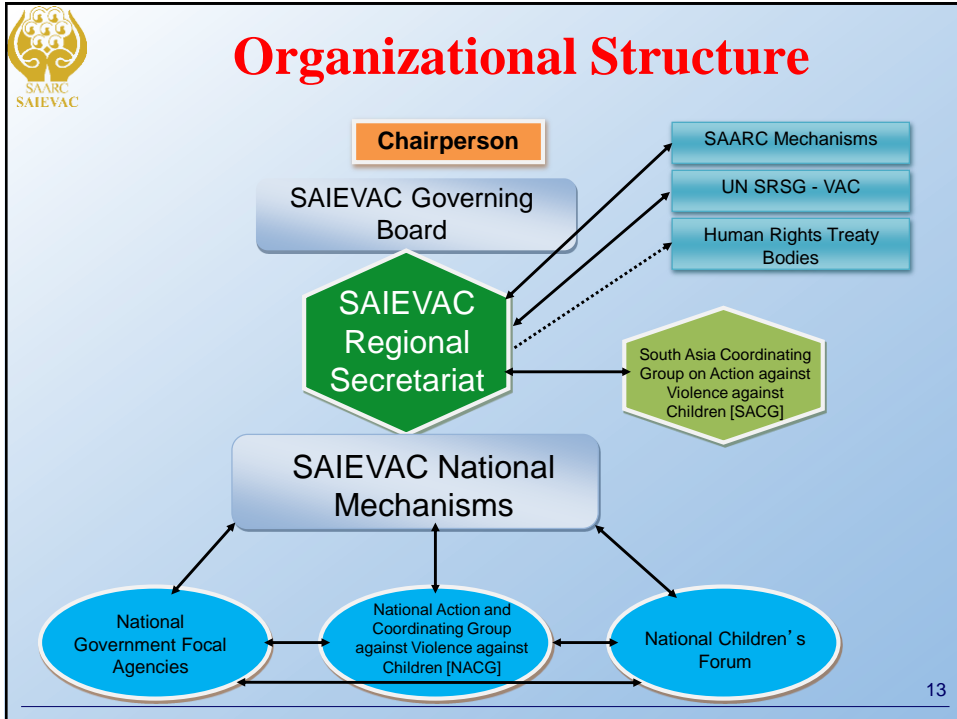 SAARC
SAIEVAC
Organizational Structure
Chairperson
SAIEVAC Governing
Board
SAARC Mechanisms
UN SRSG - VAC
Human Rights Treaty
Bodies
SAIEVAC
Regional
Secretariat
South Asia Coordinating
Group on Action against
Violence against
Children [SACG]
SAIEVAC National
Mechanisms
National
Government Focal
Agencies
National Action and
Coordinating Group
against Violence against
Children [NACG]
National Children's
Forum
13